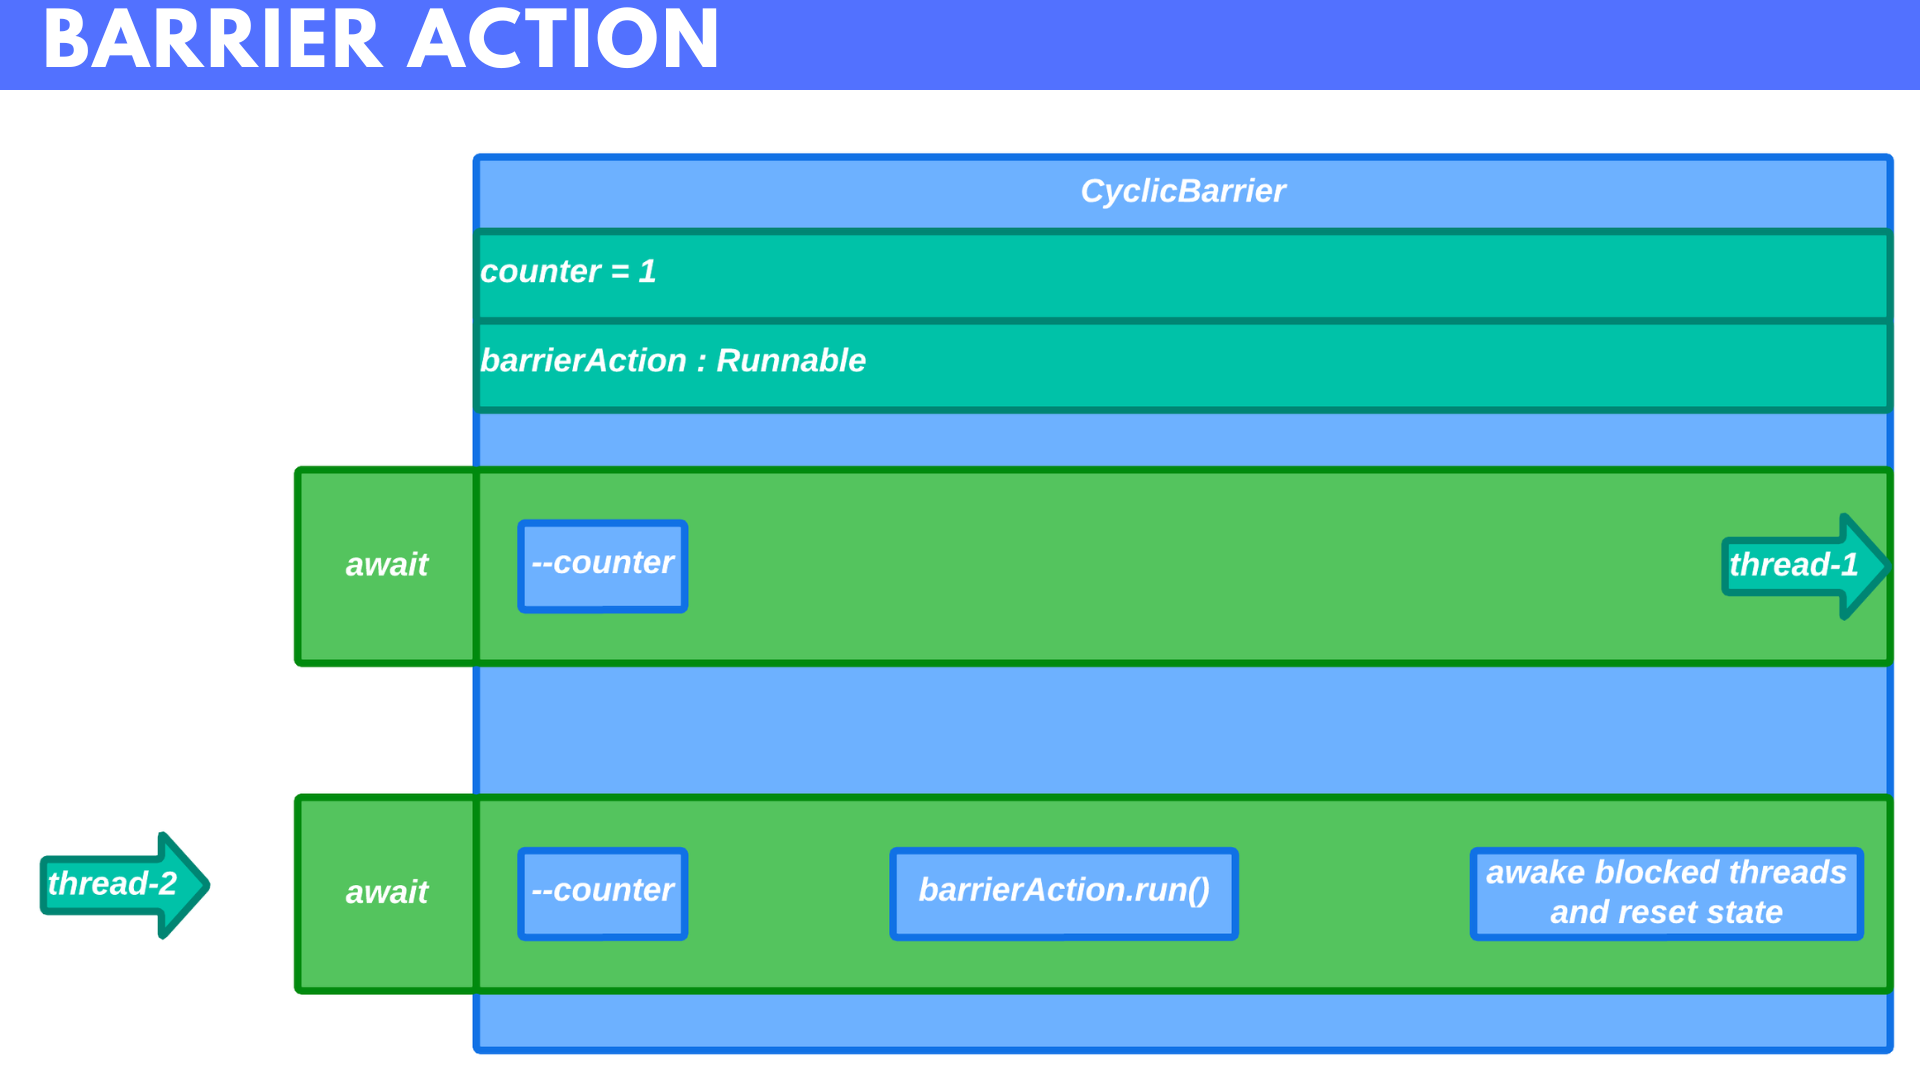 BARRIER ACTION
CyclicBarrier
counter = 1
barrierAction : Runnable
await
--counter
thread-1
thread-2
await
--counter
barrierAction.run()
awake blocked threads
and reset state